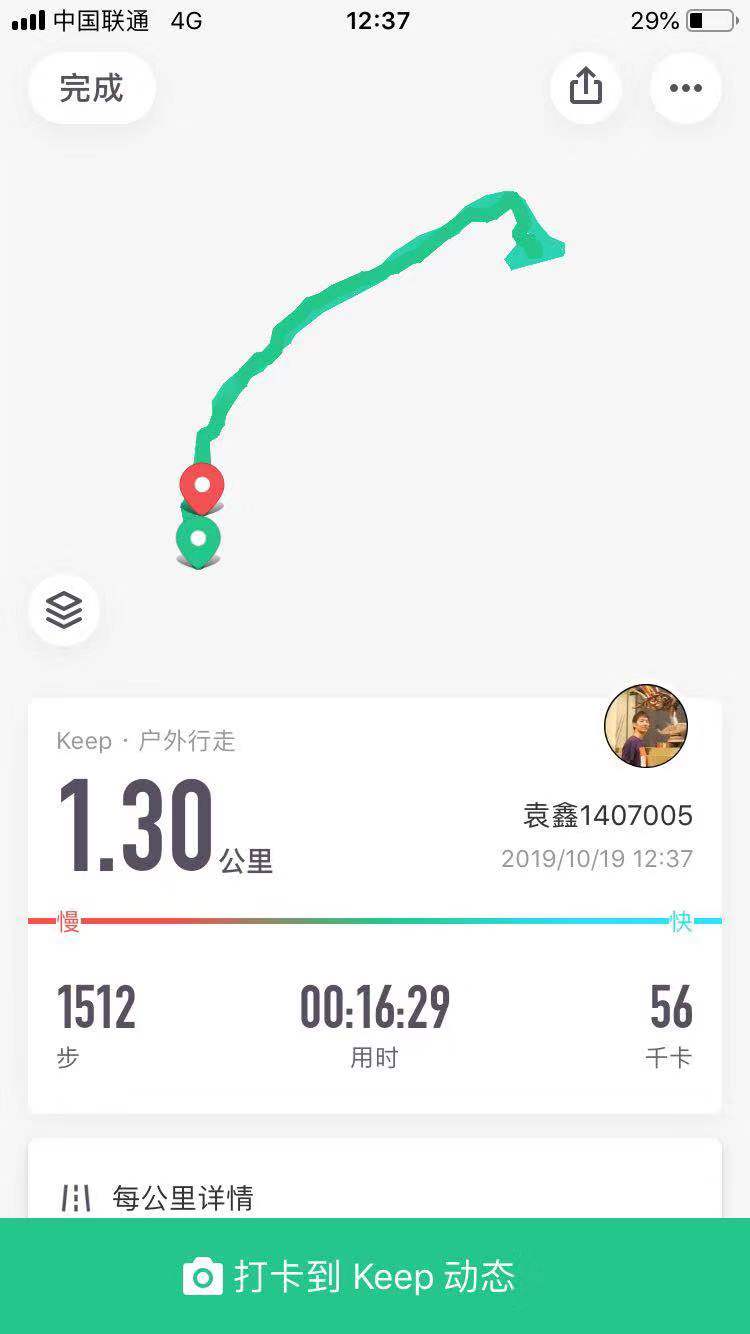 中国联通 4G 12:37 29%
完成
Keep · 户外行走
1.30公里
袁鑫1407005
2019/10/19 12:37
慢 快
1512 00:16:29 56
步 用时 千卡
每公里详情
打卡到 Keep 动态